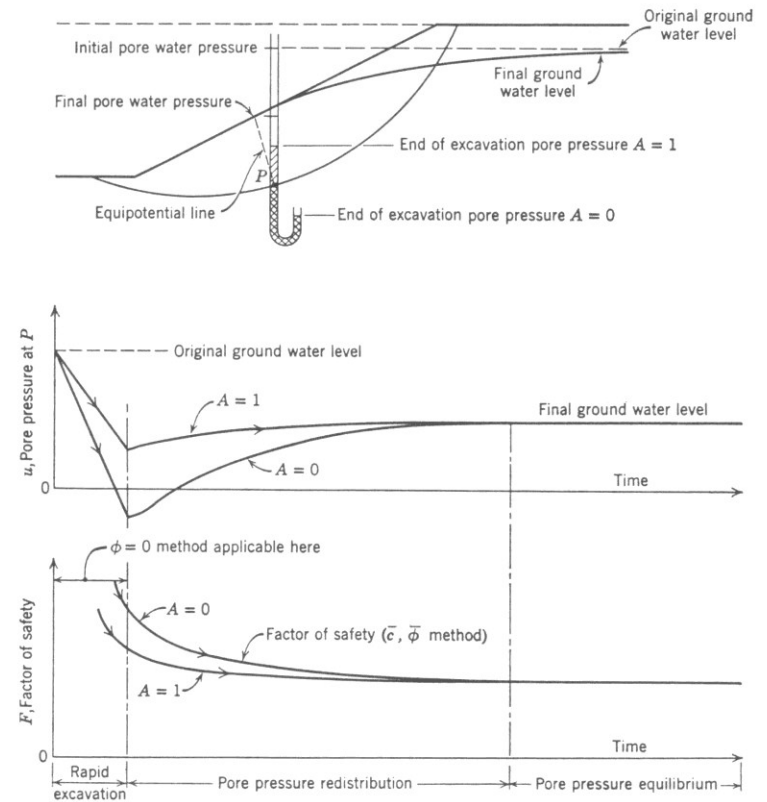 Original ground
water level
Initial pore water pressure
Final ground
water level
Final pore water pressure
End of excavation pore pressure A = 1
P
Equipotential line
End of excavation pore pressure A = 0
u, Pore pressure at P
Original ground water level
A = 1
Final ground water level
A = 0
0
Time
ϕ = 0 method applicable here
F, Factor of safety
A = 0
Factor of safety (c̄, ϕ̄ method)
A = 1
0
Time
Rapid
excavation
Pore pressure redistribution
Pore pressure equilibrium